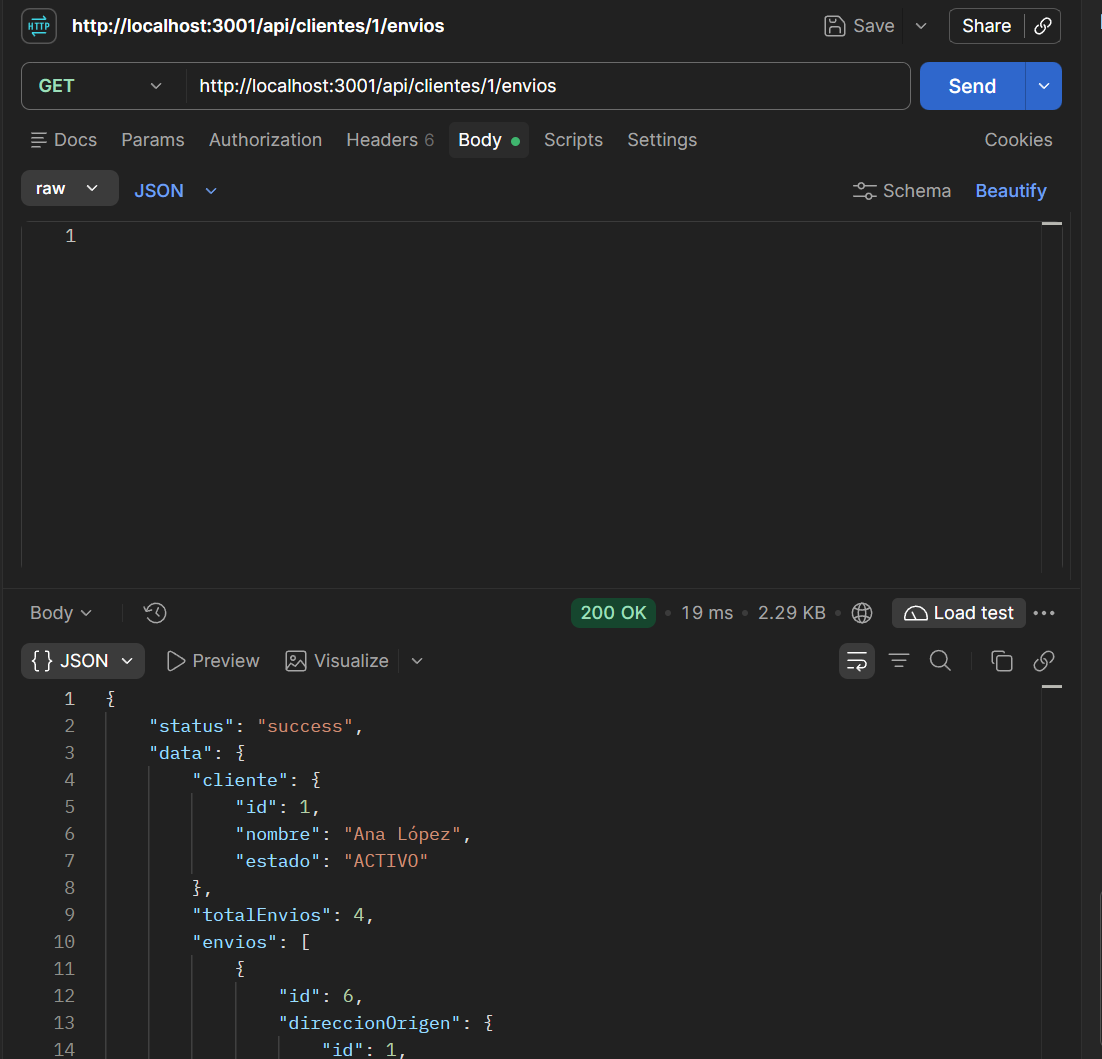 HTTP http://localhost:3001/api/clientes/1/envios Save Share
GET http://localhost:3001/api/clientes/1/envios Send
Docs Params Authorization Headers 6 Body Scripts Settings Cookies
raw JSON Schema Beautify
1
Body 200 OK • 19 ms • 2.29 KB • Load test
{} JSON Preview Visualize
1 {
2 "status": "success",
3 "data": {
4 "cliente": {
5 "id": 1,
6 "nombre": "Ana López",
7 "estado": "ACTIVO"
8 },
9 "totalEnvios": 4,
10 "envios": [
11 {
12 "id": 6,
13 "direccionOrigen": {
14 "id": 1,